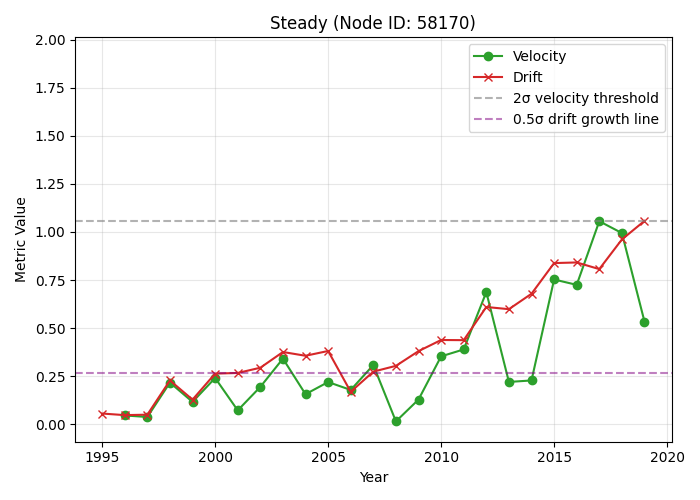 Steady (Node ID: 58170)
Velocity
Drift
2σ velocity threshold
0.5σ drift growth line
2.00
1.75
1.50
1.25
1.00
0.75
0.50
0.25
0.00
Metric Value
1995
2000
2005
2010
2015
2020
Year